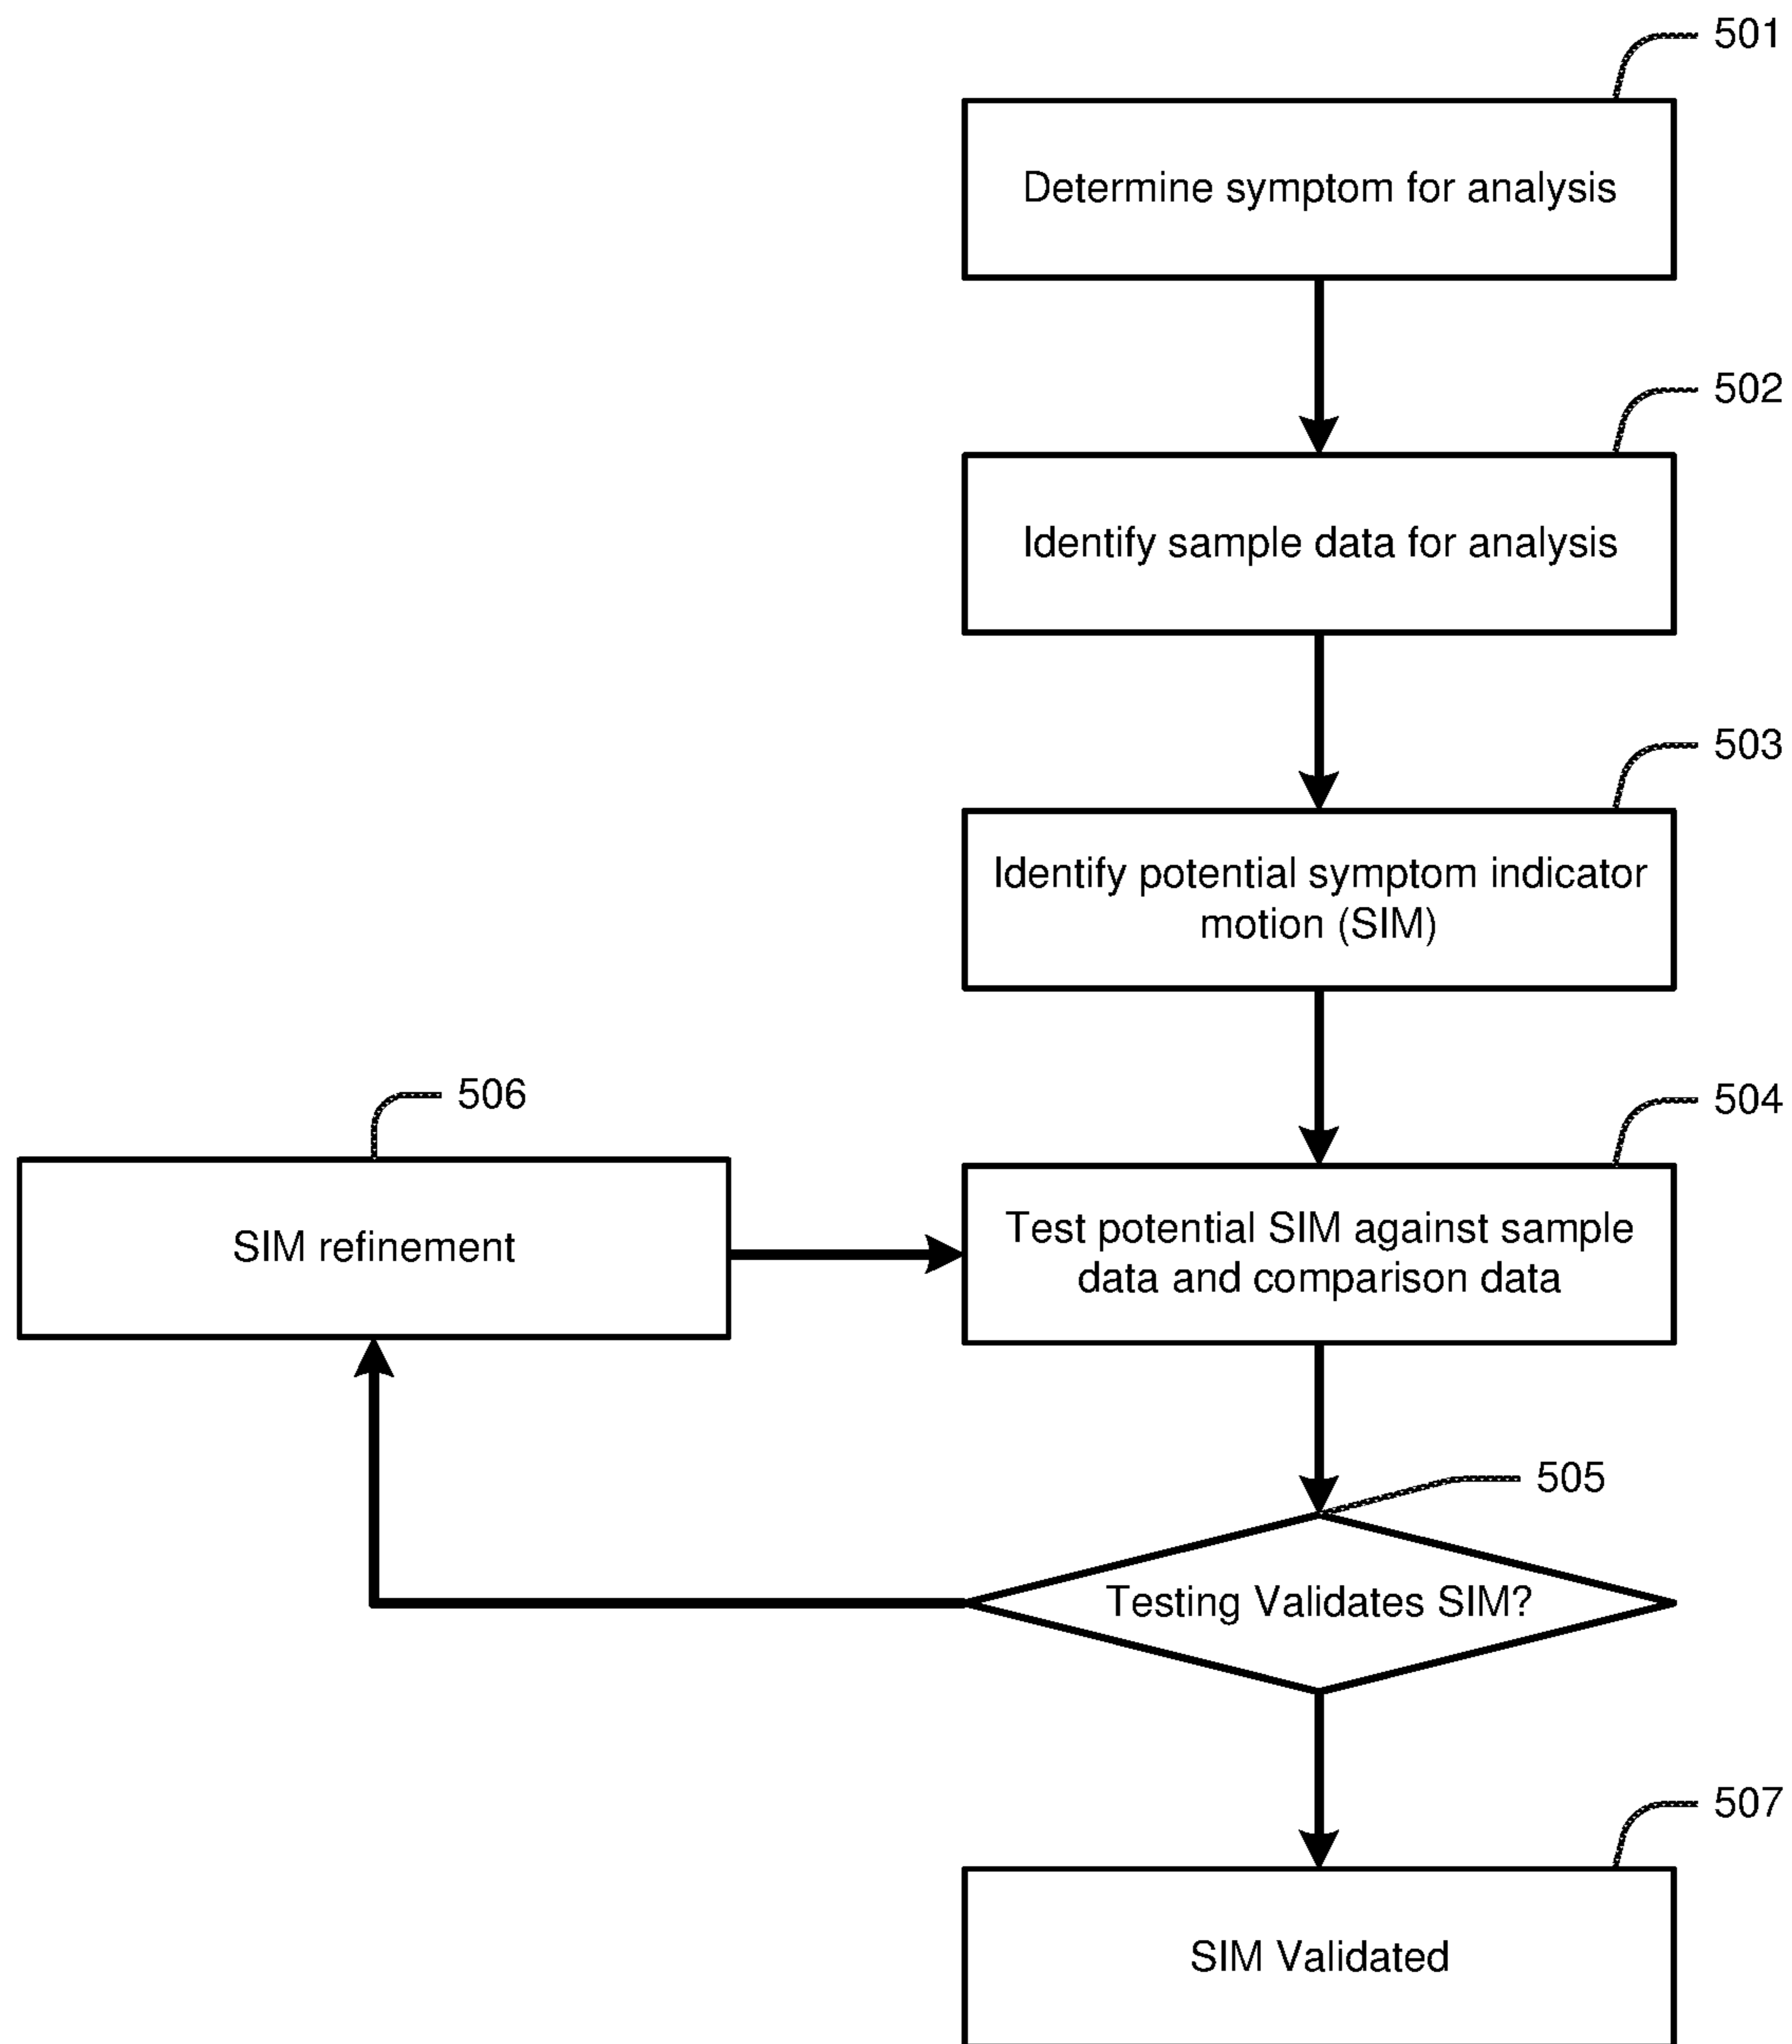 501
Determine symptom for analysis
502
Identify sample data for analysis
503
Identify potential symptom indicator
motion (SIM)
506
504
SIM refinement
Test potential SIM against sample
data and comparison data
505
Testing Validates SIM?
507
SIM Validated